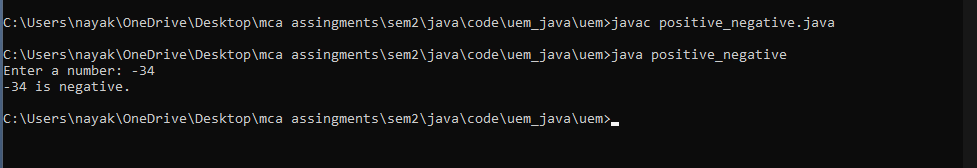 C:\Users\nayak\OneDrive\Desktop\mca assingments\sem2\java\code\uem_java\uem>javac positive_negative.java
C:\Users\nayak\OneDrive\Desktop\mca assingments\sem2\java\code\uem_java\uem>java positive_negative
Enter a number: -34
-34 is negative.
C:\Users\nayak\OneDrive\Desktop\mca assingments\sem2\java\code\uem_java\uem>